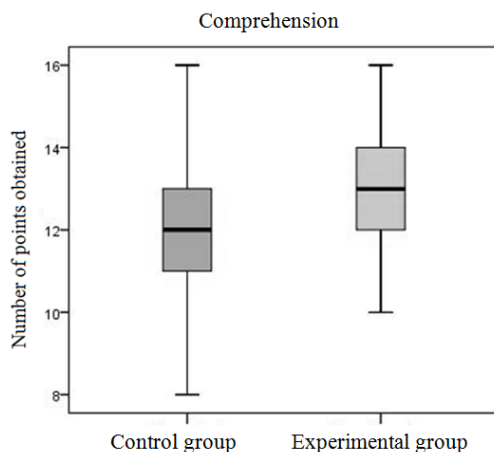 Comprehension
Number of points obtained
16
14
12
10
8
Control group
Experimental group